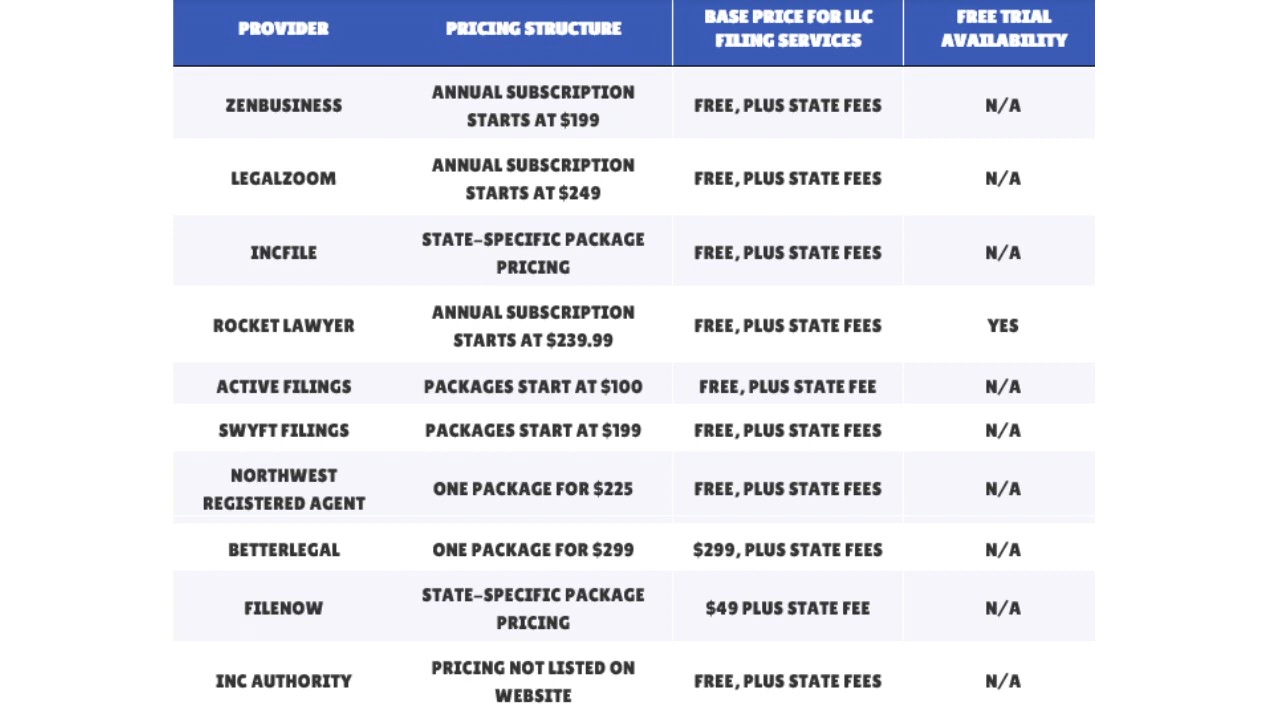 PROVIDER
PRICING STRUCTURE
BASE PRICE FOR LLC
FILING SERVICES
FREE TRIAL
AVAILABILITY
ZENBUSINESS
ANNUAL SUBSCRIPTION
STARTS AT $199
FREE, PLUS STATE FEES
N/A
LEGALZOOM
ANNUAL SUBSCRIPTION
STARTS AT $249
FREE, PLUS STATE FEES
N/A
INCFILE
STATE-SPECIFIC PACKAGE
PRICING
FREE, PLUS STATE FEES
N/A
ROCKET LAWYER
ANNUAL SUBSCRIPTION
STARTS AT $239.99
FREE, PLUS STATE FEES
YES
ACTIVE FILINGS
PACKAGES START AT $100
FREE, PLUS STATE FEE
N/A
SWYFT FILINGS
PACKAGES START AT $199
FREE, PLUS STATE FEES
N/A
NORTHWEST
REGISTERED AGENT
ONE PACKAGE FOR $225
FREE, PLUS STATE FEES
N/A
BETTERLEGAL
ONE PACKAGE FOR $299
$299, PLUS STATE FEES
N/A
FILENOW
STATE-SPECIFIC PACKAGE
PRICING
$49 PLUS STATE FEE
N/A
INC AUTHORITY
PRICING NOT LISTED ON
WEBSITE
FREE, PLUS STATE FEES
N/A